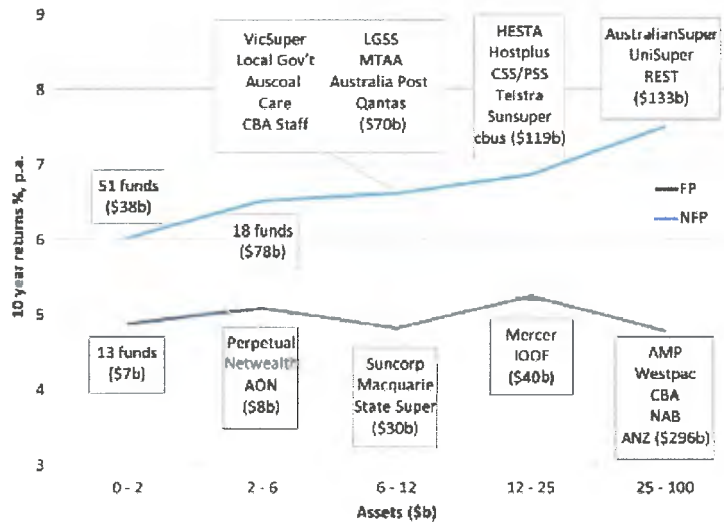 9
8
7
6
5
4
3
10 year returns %, p.a.
VicSuper
Local Gov't
Auscoal
Care
CBA Staff
LGSS
MTAA
Australia Post
Qantas
($70b)
HESTA
Hostplus
CSS/PSS
Telstra
Sunsuper
cbus ($119b)
AustralianSuper
UniSuper
REST
($133b)
51 funds
($38b)
18 funds
($78b)
FP
NFP
13 funds
($7b)
Perpetual
Netwealth
AON
($8b)
Suncorp
Macquarie
State Super
($30b)
Mercer
IOOF
($40b)
AMP
Westpac
CBA
NAB
ANZ ($296b)
0 - 2
2 - 6
6 - 12
12 - 25
25 - 100
Assets ($b)